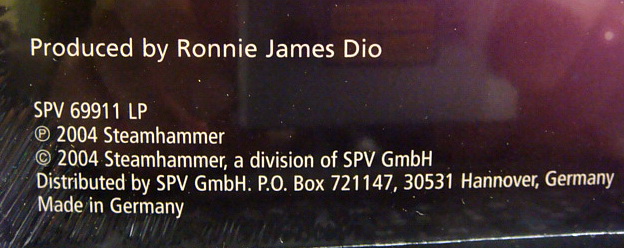 Produced by Ronnie James Dio
SPV 69911 LP
℗ 2004 Steamhammer
© 2004 Steamhammer, a division of SPV GmbH
Distributed by SPV GmbH. P.O. Box 721147, 30531 Hannover, Germany
Made in Germany